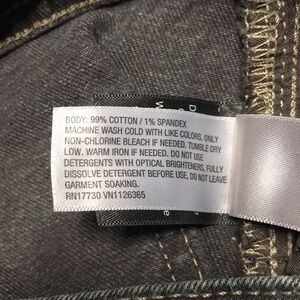 BODY: 99% COTTON / 1% SPANDEX
MACHINE WASH COLD WITH LIKE COLORS. ONLY
NON-CHLORINE BLEACH IF NEEDED. TUMBLE DRY
LOW. WARM IRON IF NEEDED. DO NOT USE
DETERGENTS WITH OPTICAL BRIGHTENERS. FULLY
DISSOLVE DETERGENT BEFORE USE, DO NOT LEAVE
GARMENT SOAKING.
RN17730 VN1126365